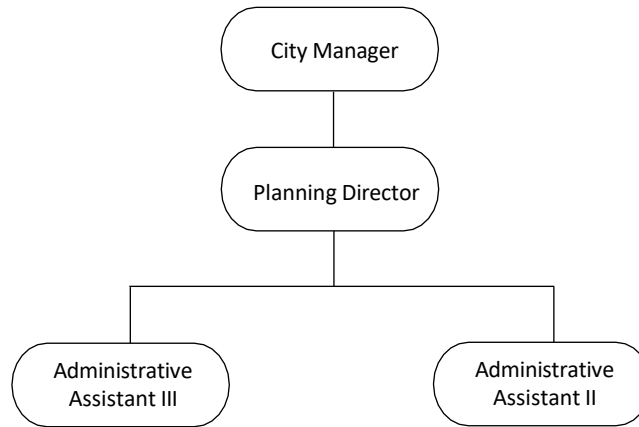 City Manager
Planning Director
Administrative
Assistant III
Administrative
Assistant II